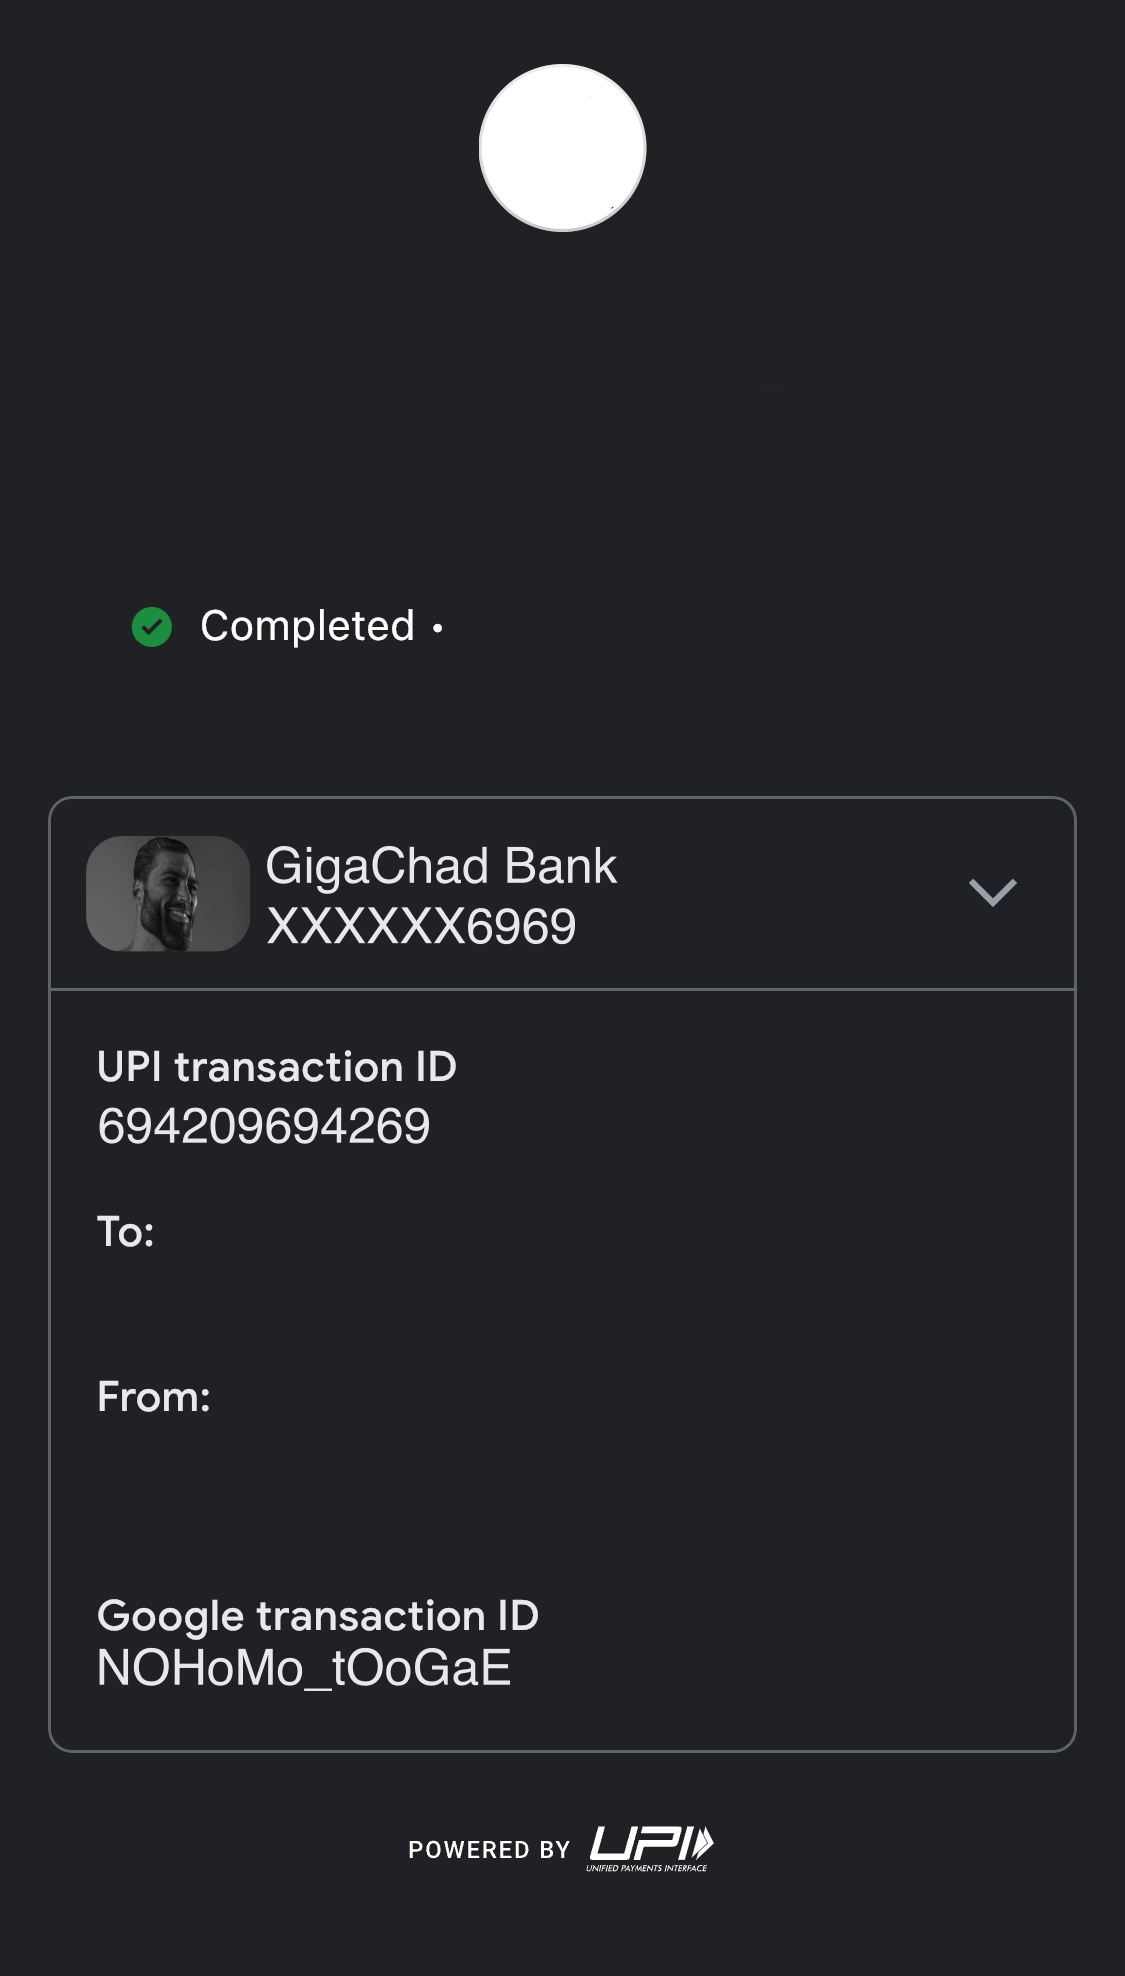 Completed •
GigaChad Bank
XXXXXX6969
UPI transaction ID
694209694269
To:
From:
Google transaction ID
NOHoMo_tOoGaE
POWERED BY UPI
UNIFIED PAYMENTS INTERFACE